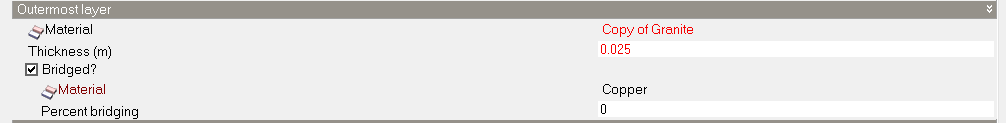 Outermost layer
Material Copy of Granite
Thickness (m) 0.025
Bridged?
Material Copper
Percent bridging 0